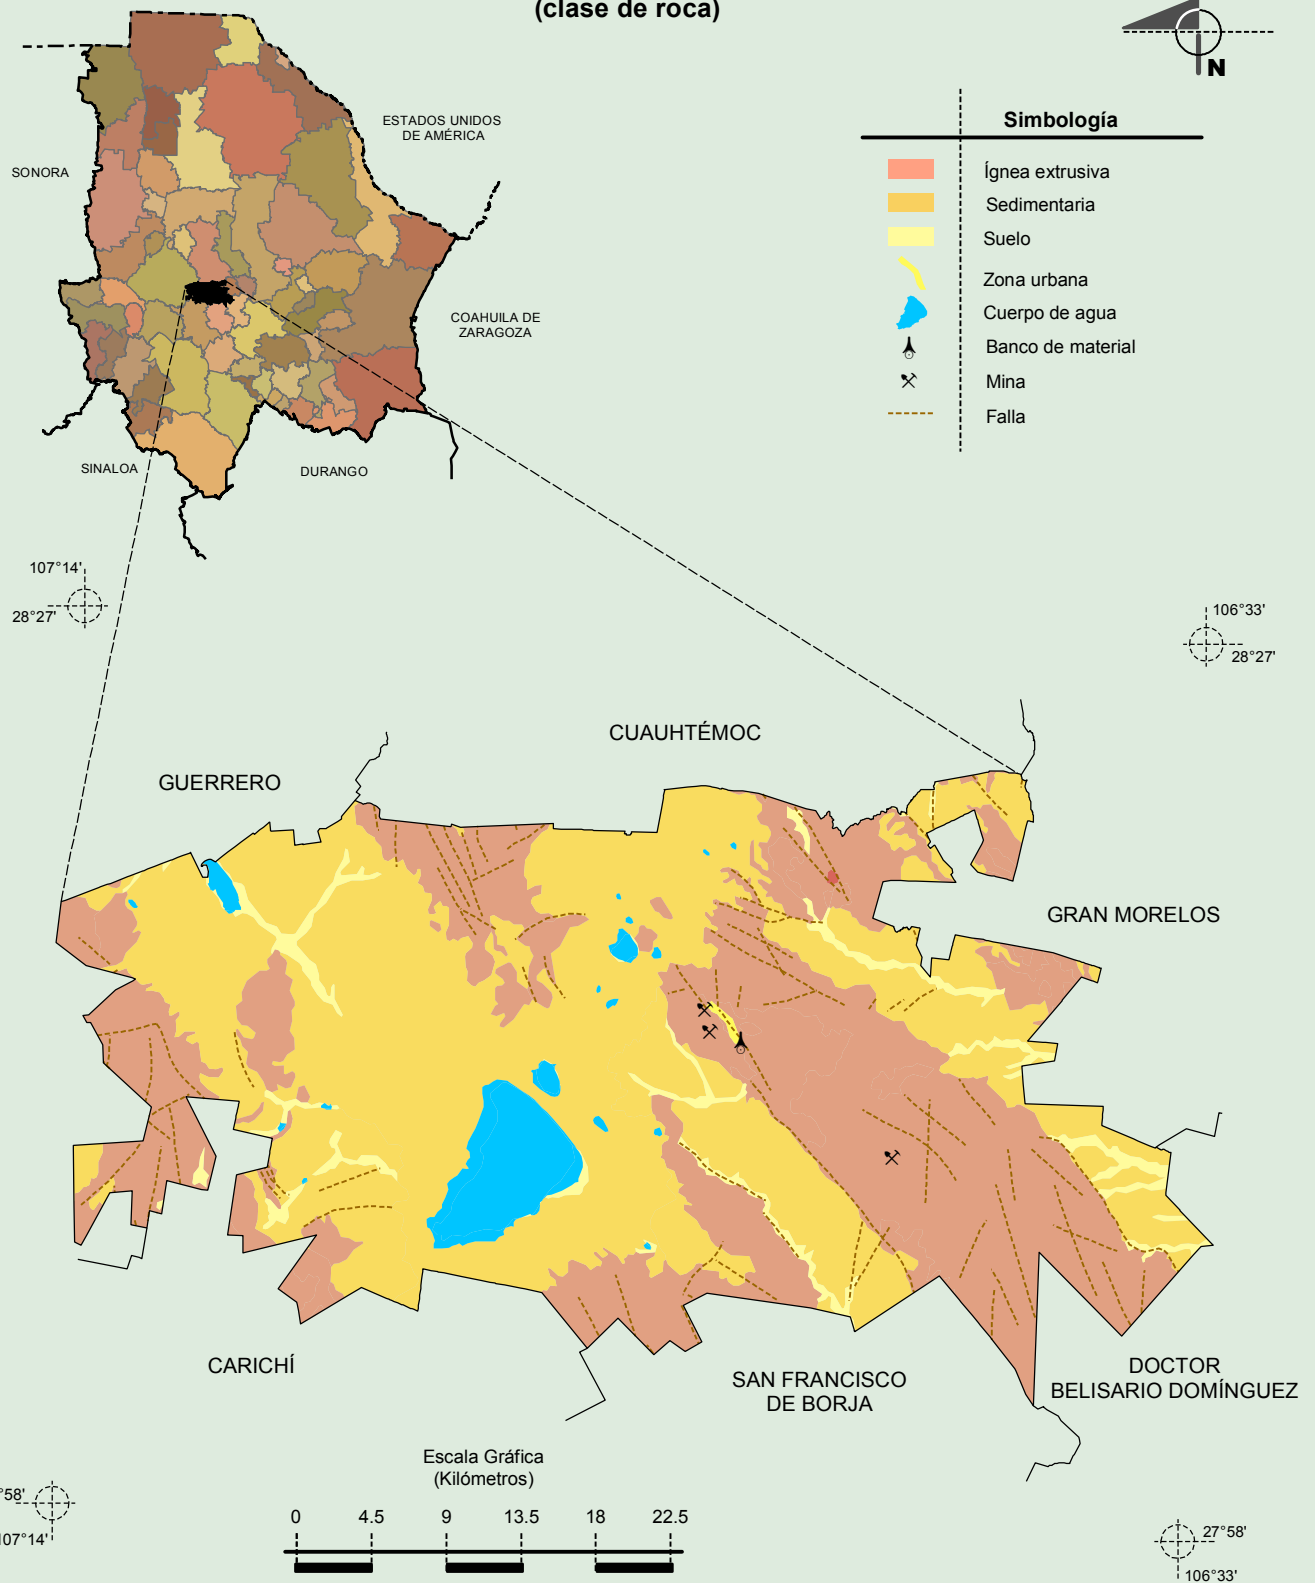 (clase de roca)
N
Simbología
Ígnea extrusiva
Sedimentaria
Suelo
Zona urbana
Cuerpo de agua
Banco de material
Mina
Falla
ESTADOS UNIDOS
DE AMÉRICA
SONORA
COAHUILA DE
ZARAGOZA
SINALOA
DURANGO
107°14'
28°27'
106°33'
28°27'
CUAUHTÉMOC
GUERRERO
GRAN MORELOS
CARICHÍ
SAN FRANCISCO
DE BORJA
DOCTOR
BELISARIO DOMÍNGUEZ
Escala Gráfica
(Kilómetros)
0 4.5 9 13.5 18 22.5
°58'
107°14'
27°58'
106°33'